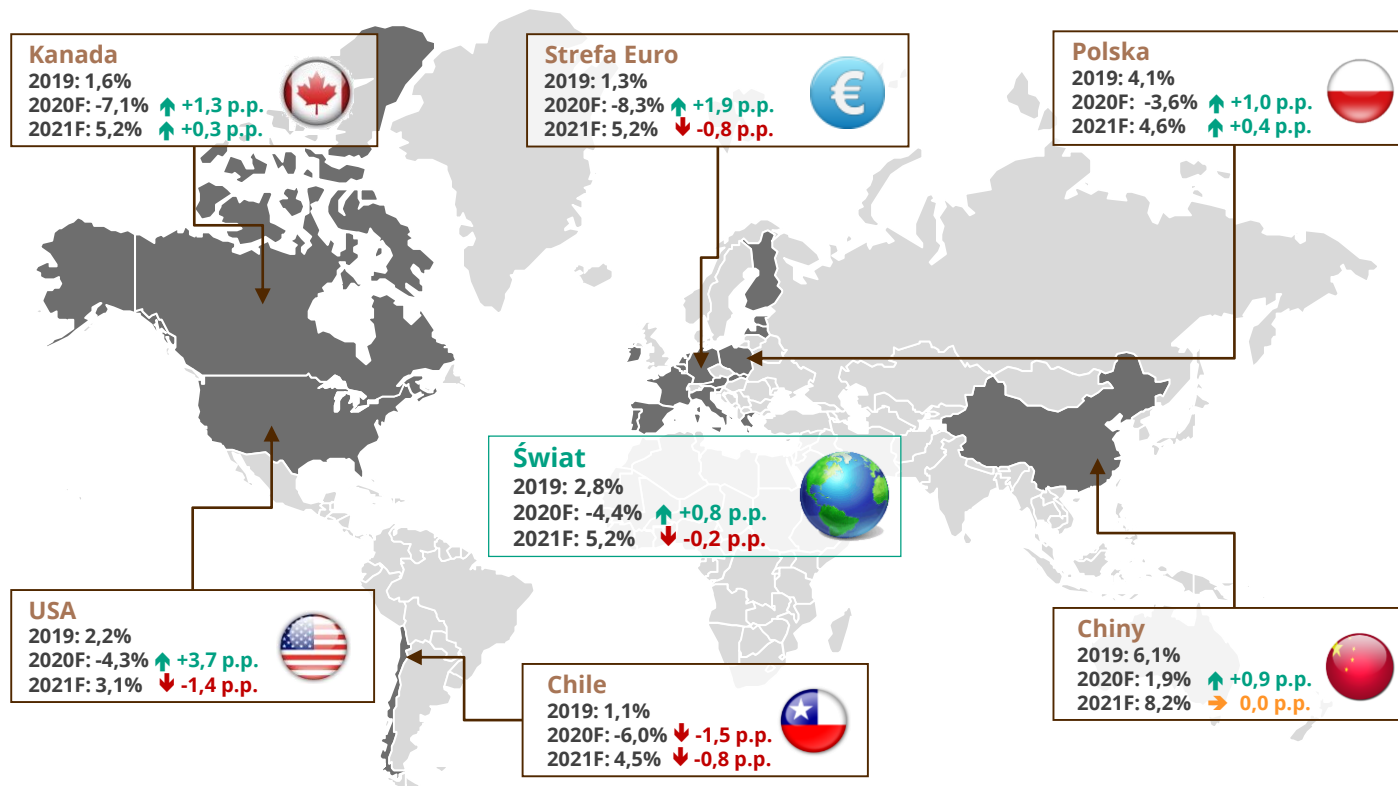 Kanada
2019: 1,6%
2020F: -7,1% +1,3 p.p.
2021F: 5,2% +0,3 p.p.
Strefa Euro
2019: 1,3%
2020F: -8,3% +1,9 p.p.
2021F: 5,2% -0,8 p.p.
€
Polska
2019: 4,1%
2020F: -3,6% +1,0 p.p.
2021F: 4,6% +0,4 p.p.
Świat
2019: 2,8%
2020F: -4,4% +0,8 p.p.
2021F: 5,2% -0,2 p.p.
USA
2019: 2,2%
2020F: -4,3% +3,7 p.p.
2021F: 3,1% -1,4 p.p.
Chile
2019: 1,1%
2020F: -6,0% -1,5 p.p.
2021F: 4,5% -0,8 p.p.
Chiny
2019: 6,1%
2020F: 1,9% +0,9 p.p.
2021F: 8,2% 0,0 p.p.